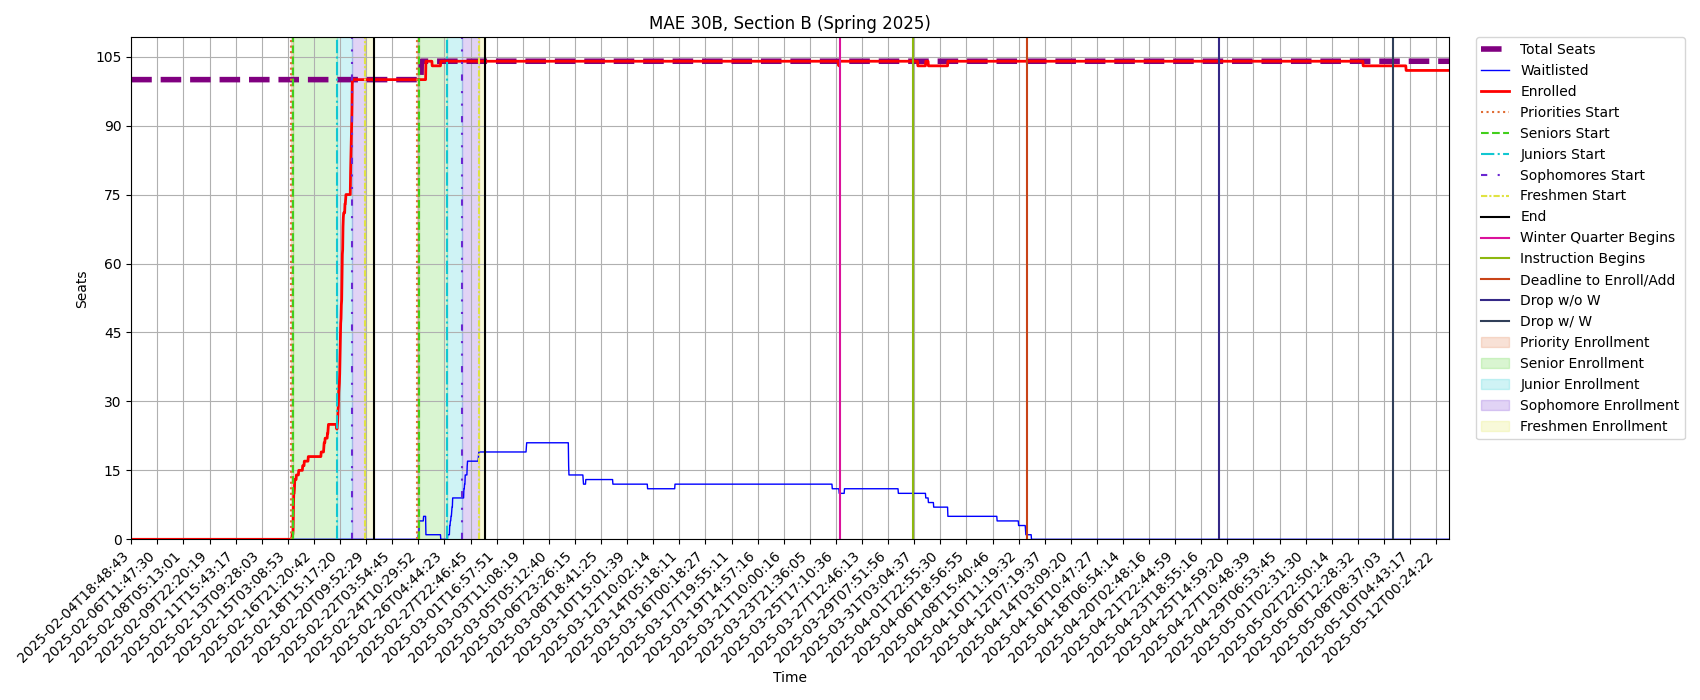 MAE 30B, Section B (Spring 2025)
105
90
75
60
45
30
15
0
Seats
2025-02-04T18:48:43
2025-02-06T11:47:30
2025-02-08T05:13:01
2025-02-09T22:20:19
2025-02-11T15:43:17
2025-02-13T09:28:03
2025-02-15T03:08:53
2025-02-16T21:20:42
2025-02-18T15:17:20
2025-02-20T09:52:29
2025-02-22T03:54:45
2025-02-24T10:29:52
2025-02-26T04:44:23
2025-02-27T22:46:45
2025-03-01T16:57:51
2025-03-03T11:08:19
2025-03-05T05:12:40
2025-03-06T23:26:15
2025-03-08T18:41:25
2025-03-10T15:01:39
2025-03-12T10:02:14
2025-03-14T05:18:11
2025-03-16T00:18:27
2025-03-17T19:55:11
2025-03-19T14:57:16
2025-03-21T10:00:16
2025-03-23T21:36:05
2025-03-25T17:10:36
2025-03-27T12:46:13
2025-03-29T07:51:56
2025-03-31T03:04:37
2025-04-01T22:55:30
2025-04-06T18:56:55
2025-04-08T15:40:46
2025-04-10T11:19:32
2025-04-12T07:19:37
2025-04-14T03:09:20
2025-04-16T10:47:27
2025-04-18T06:54:14
2025-04-20T02:48:16
2025-04-21T22:44:59
2025-04-23T18:55:16
2025-04-25T14:59:20
2025-04-27T10:48:39
2025-04-29T06:53:45
2025-05-01T02:31:30
2025-05-02T22:50:14
2025-05-06T12:28:32
2025-05-08T08:37:03
2025-05-10T04:43:17
2025-05-12T00:24:22
Time
Total Seats
Waitlisted
Enrolled
Priorities Start
Seniors Start
Juniors Start
Sophomores Start
Freshmen Start
End
Winter Quarter Begins
Instruction Begins
Deadline to Enroll/Add
Drop w/o W
Drop w/ W
Priority Enrollment
Senior Enrollment
Junior Enrollment
Sophomore Enrollment
Freshmen Enrollment